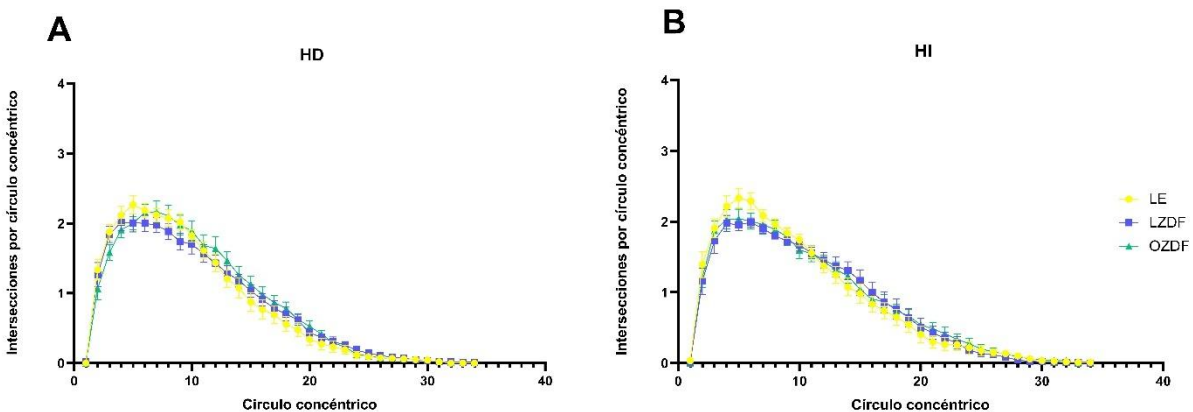 A
HD
Intersecciones por círculo concéntrico
4
3
2
1
0
0 10 20 30 40
Círculo concéntrico
B
HI
Intersecciones por círculo concéntrico
4
3
2
1
0
0 10 20 30 40
Círculo concéntrico
LE
LZDF
OZDF